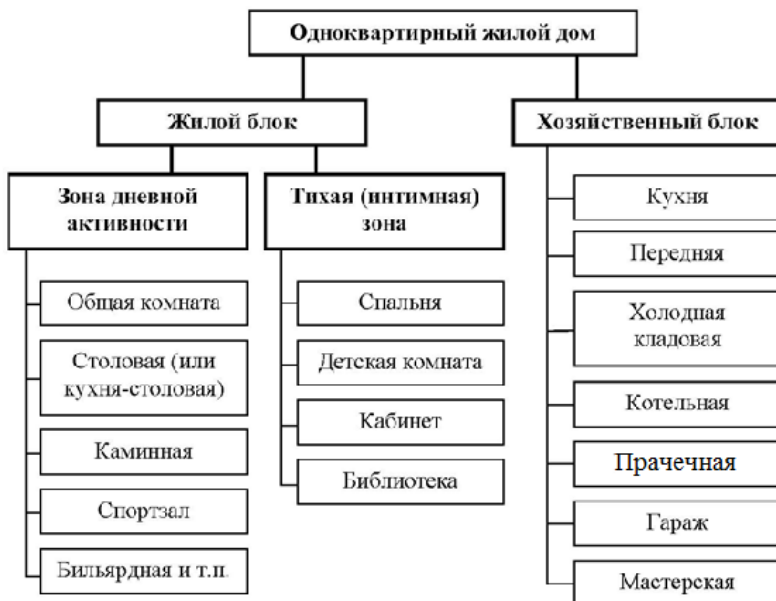 Одноквартирный жилой дом
Жилой блок
Хозяйственный блок
Зона дневной
активности
Тихая (интимная)
зона
Общая комната
Столовая (или
кухня-столовая)
Каминная
Спортзал
Бильярдная и т.п.
Спальня
Детская комната
Кабинет
Библиотека
Кухня
Передняя
Холодная
кладовая
Котельная
Прачечная
Гараж
Мастерская